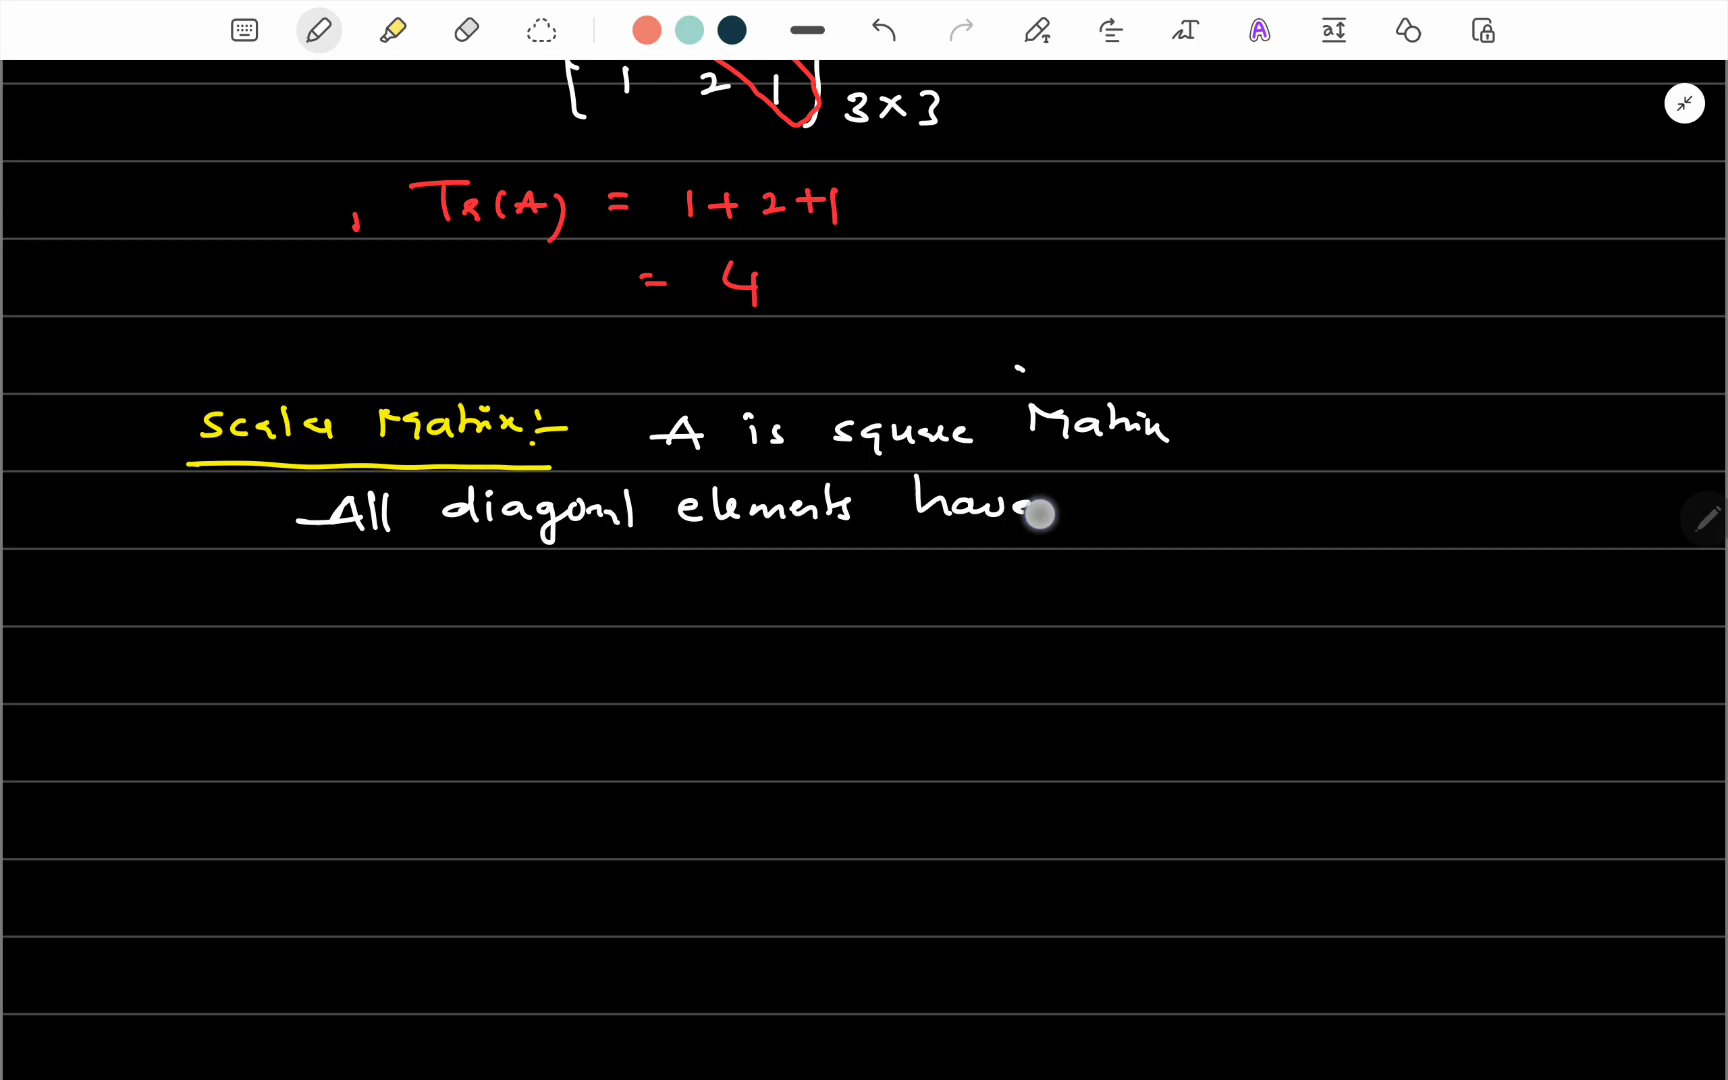 1 2 1 3×3
, Tr(A) = 1+2+1
= 4
Scalar Matrix:- A is square Matrix
All diagonal elements have